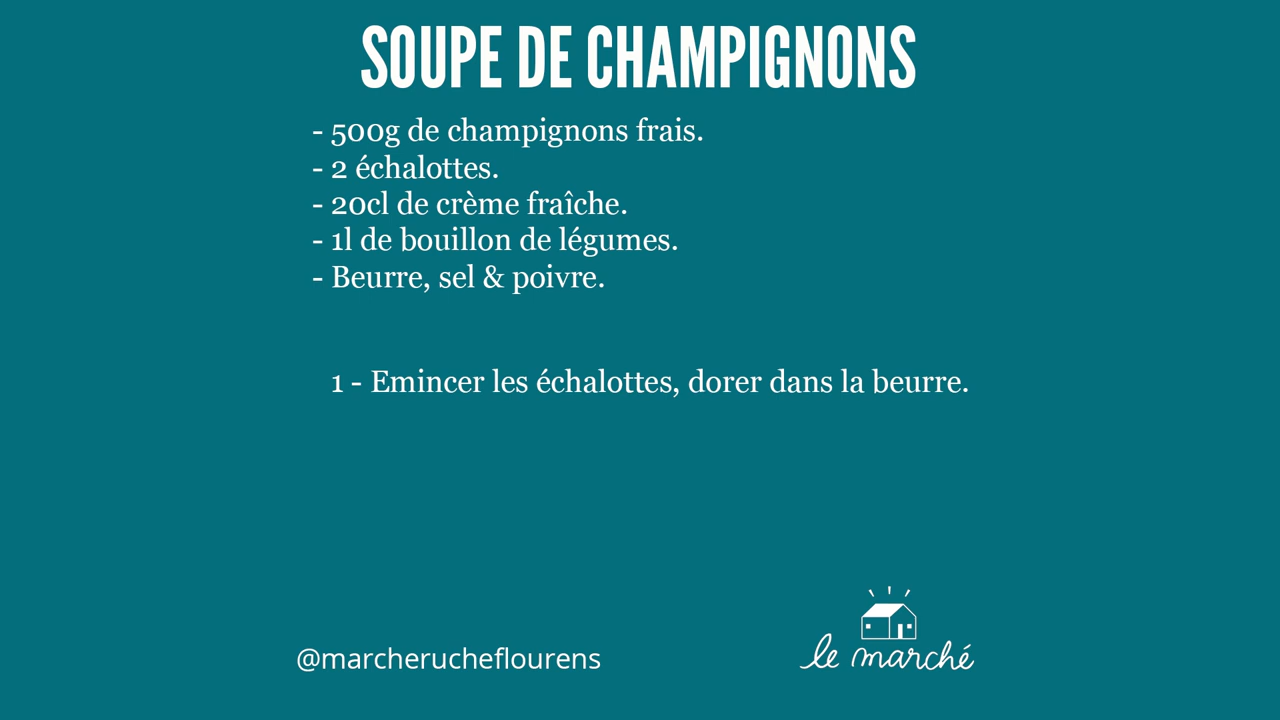 SOUPE DE CHAMPIGNONS
- 500g de champignons frais.
- 2 échalottes.
- 20cl de crème fraîche.
- 1l de bouillon de légumes.
- Beurre, sel & poivre.
1 - Emincer les échalottes, dorer dans la beurre.
@marcherucheflourens
le marché